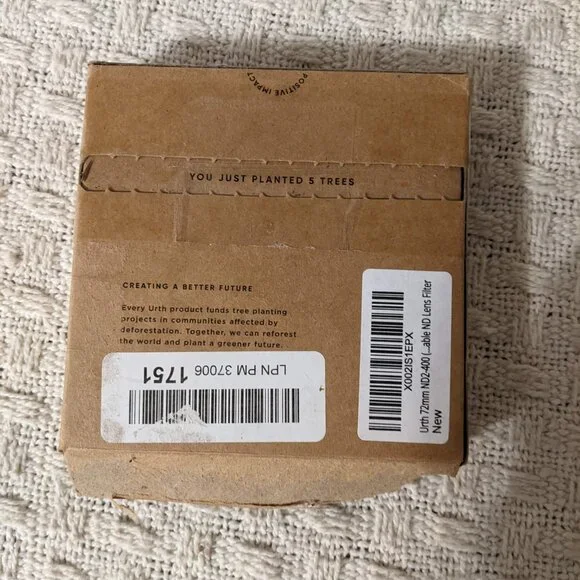 POSITIVE IMPACT
YOU JUST PLANTED 5 TREES
CREATING A BETTER FUTURE
Every Urth product funds tree planting
projects in communities affected by
deforestation. Together, we can reforest
the world and plant a greener future.
LPN PM 37006
1751
X002IS1EPX
Urth 72mm ND2-400 (...able ND Lens Filter
New